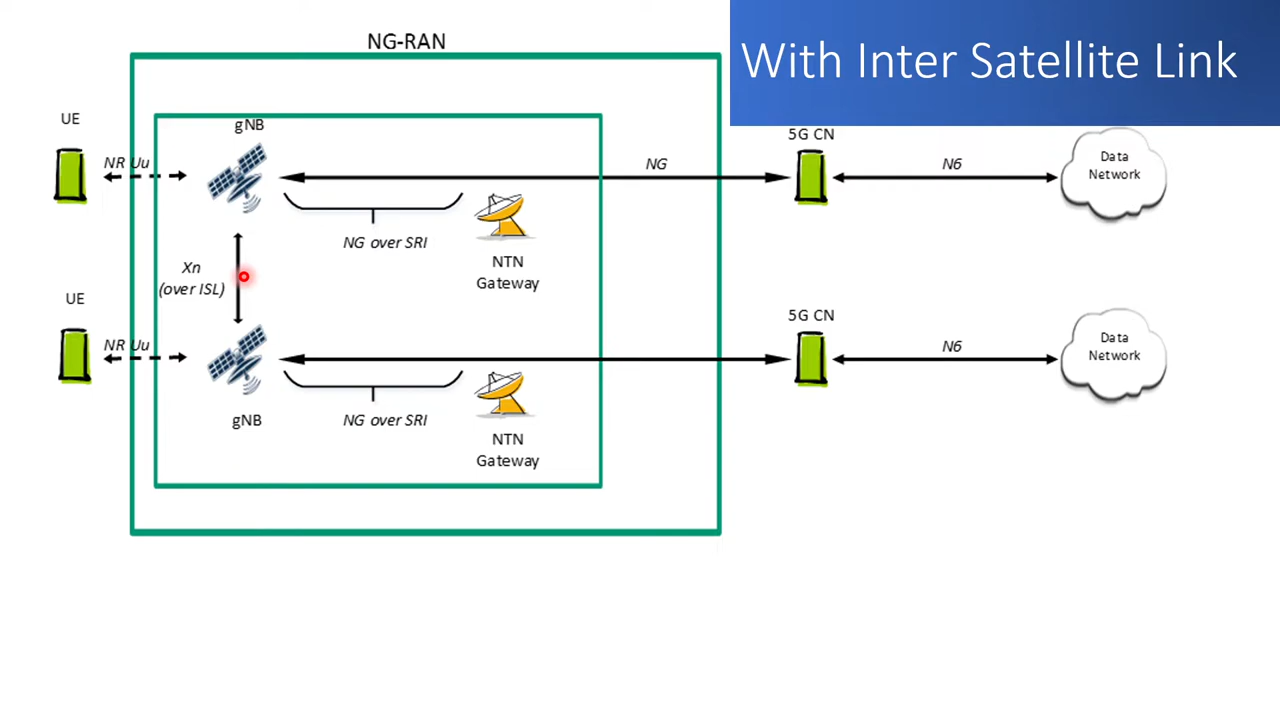 NG-RAN
With Inter Satellite Link
UE
gNB
5G CN
NR Uu
NG
N6
Data
Network
NG over SRI
NTN
Gateway
Xn
(over ISL)
UE
5G CN
NR Uu
N6
Data
Network
gNB
NG over SRI
NTN
Gateway